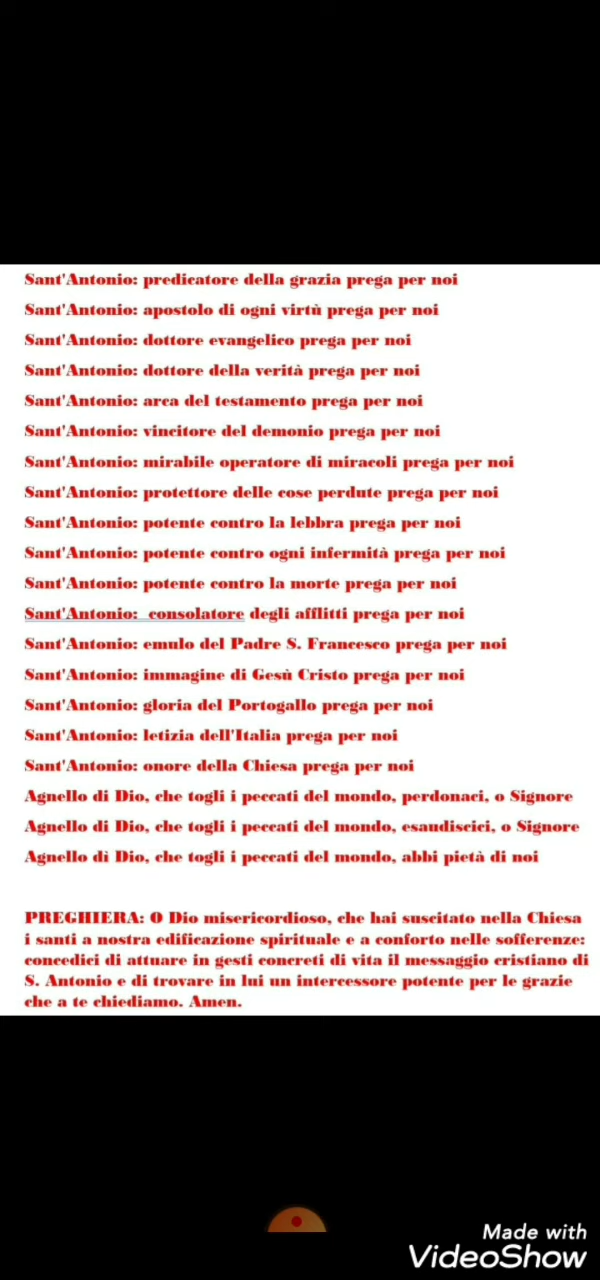 Sant'Antonio: predicatore della grazia prega per noi
Sant'Antonio: apostolo di ogni virtù prega per noi
Sant'Antonio: dottore evangelico prega per noi
Sant'Antonio: dottore della verità prega per noi
Sant'Antonio: arca del testamento prega per noi
Sant'Antonio: vincitore del demonio prega per noi
Sant'Antonio: mirabile operatore di miracoli prega per noi
Sant'Antonio: protettore delle cose perdute prega per noi
Sant'Antonio: potente contro la lebbra prega per noi
Sant'Antonio: potente contro ogni infermità prega per noi
Sant'Antonio: potente contro la morte prega per noi
Sant'Antonio:  consolatore degli afflitti prega per noi
Sant'Antonio: emulo del Padre S. Francesco prega per noi
Sant'Antonio: immagine di Gesù Cristo prega per noi
Sant'Antonio: gloria del Portogallo prega per noi
Sant'Antonio: letizia dell'Italia prega per noi
Sant'Antonio: onore della Chiesa prega per noi
Agnello di Dio, che togli i peccati del mondo, perdonaci, o Signore
Agnello di Dio, che togli i peccati del mondo, esaudiscici, o Signore
Agnello dì Dio, che togli i peccati del mondo, abbi pietà di noi
PREGHIERA: O Dio misericordioso, che hai suscitato nella Chiesa
i santi a nostra edificazione spirituale e a conforto nelle sofferenze:
concedici di attuare in gesti concreti di vita il messaggio cristiano di
S. Antonio e di trovare in lui un intercessore potente per le grazie
che a te chiediamo. Amen.
Made with
VideoShow